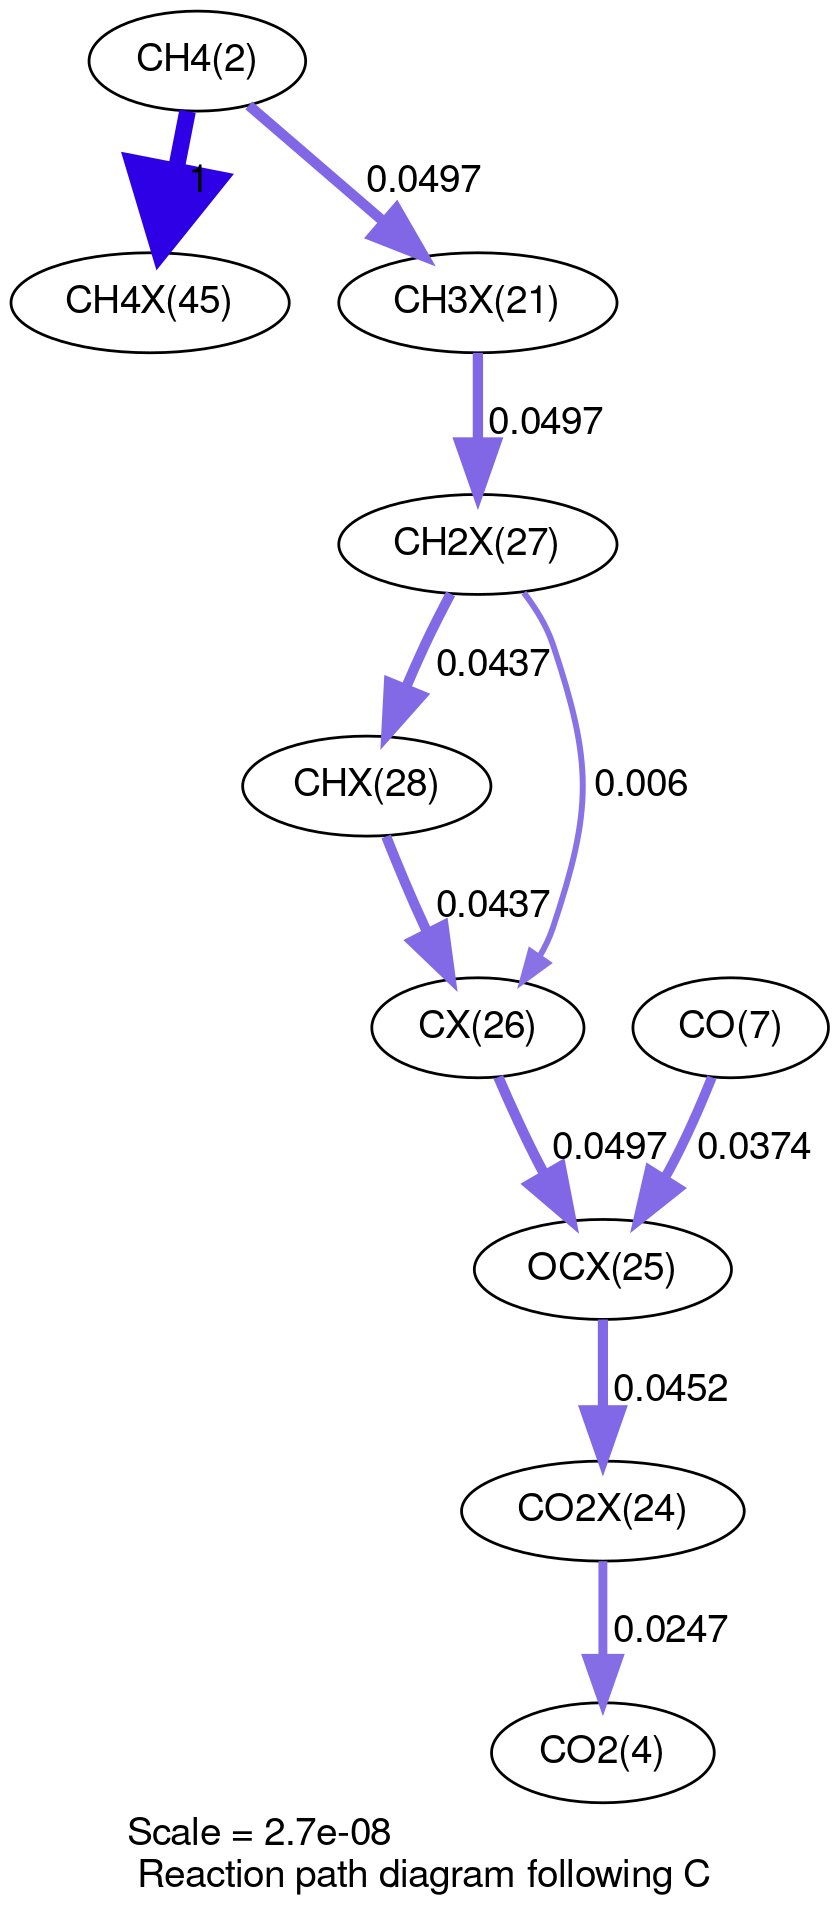 CH4(2)
1
0.0497
CH4X(45)
CH3X(21)
0.0497
CH2X(27)
0.0437
0.006
CHX(28)
0.0437
CX(26)
CO(7)
0.0497
0.0374
OCX(25)
0.0452
CO2X(24)
0.0247
CO2(4)
Scale = 2.7e-08
Reaction path diagram following C